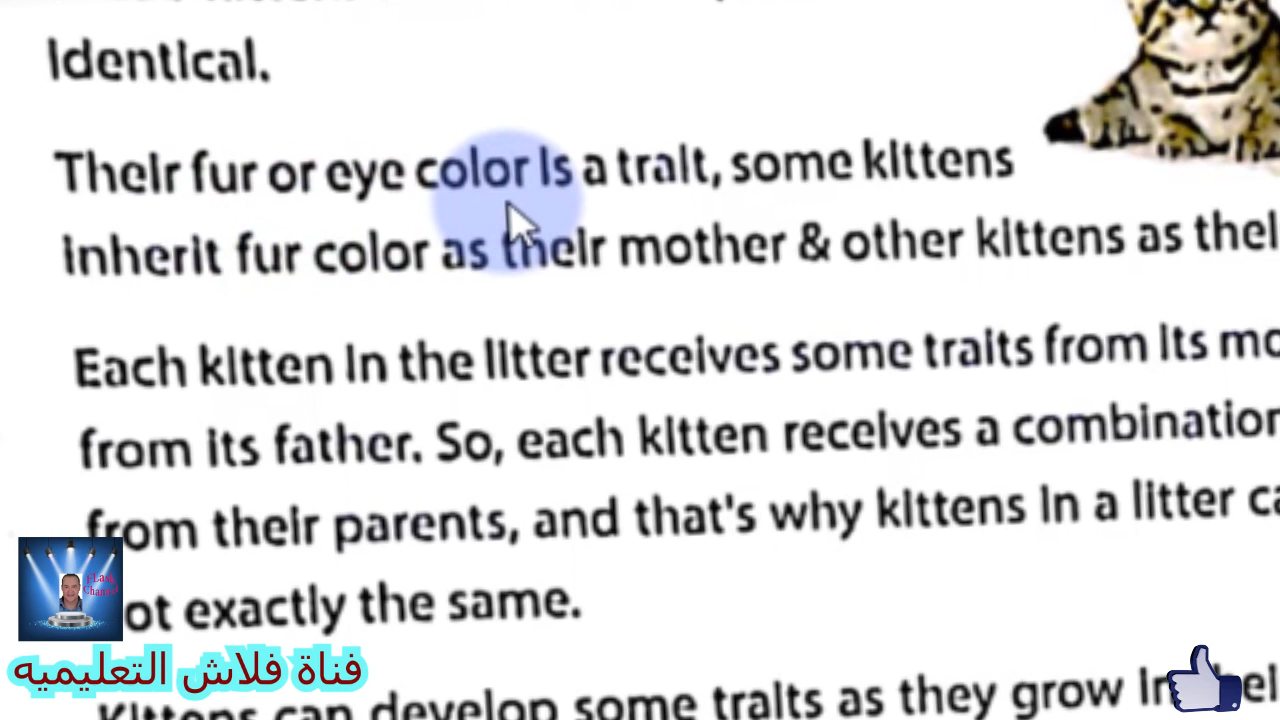 identical.
Their fur or eye color is a trait, some kittens
inherit fur color as their mother & other kittens as thei
Each kitten in the litter receives some traits from its mo
from its father. So, each kitten receives a combination
from their parents, and that's why kittens in a litter ca
ot exactly the same.
Kittens can develop some traits as they grow in
فناة فلاش التعليميه